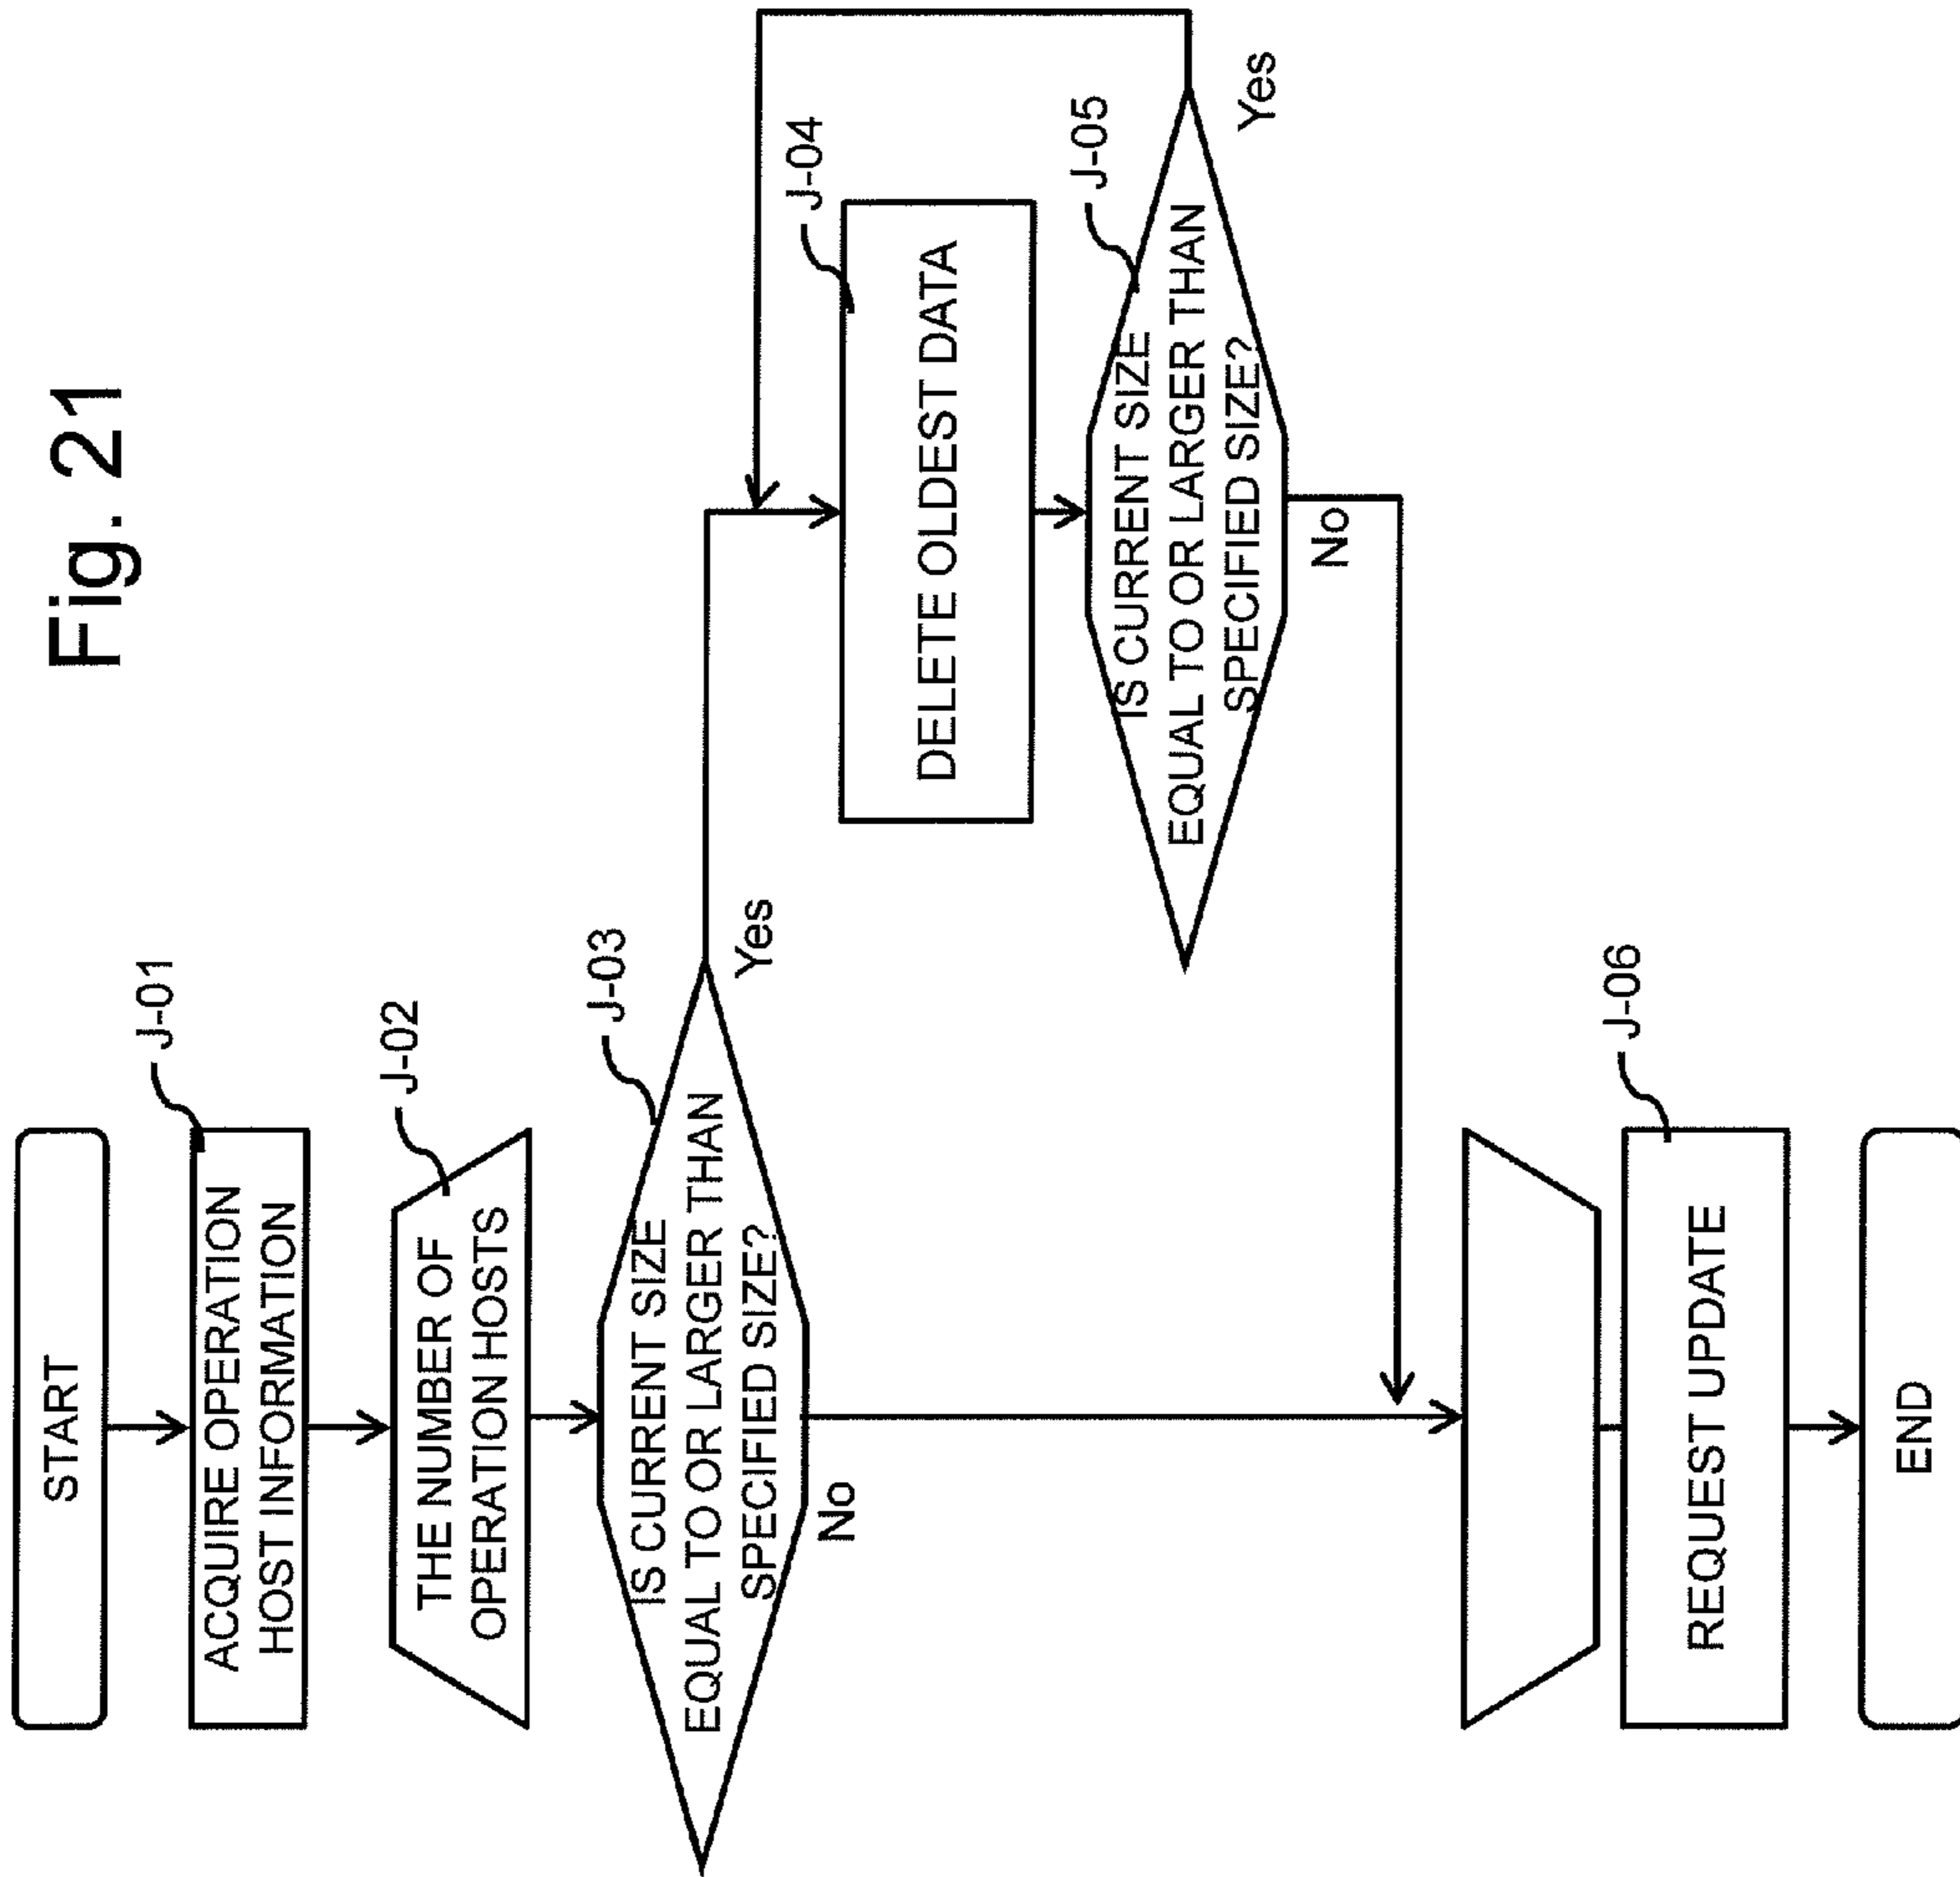 Fig. 21
START
J-01
ACQUIRE OPERATION
HOST INFORMATION
J-02
THE NUMBER OF
OPERATION HOSTS
J-03
IS CURRENT SIZE
EQUAL TO OR LARGER THAN
SPECIFIED SIZE?
Yes
No
J-04
DELETE OLDEST DATA
J-05
IS CURRENT SIZE
EQUAL TO OR LARGER THAN
SPECIFIED SIZE?
Yes
No
J-06
REQUEST UPDATE
END